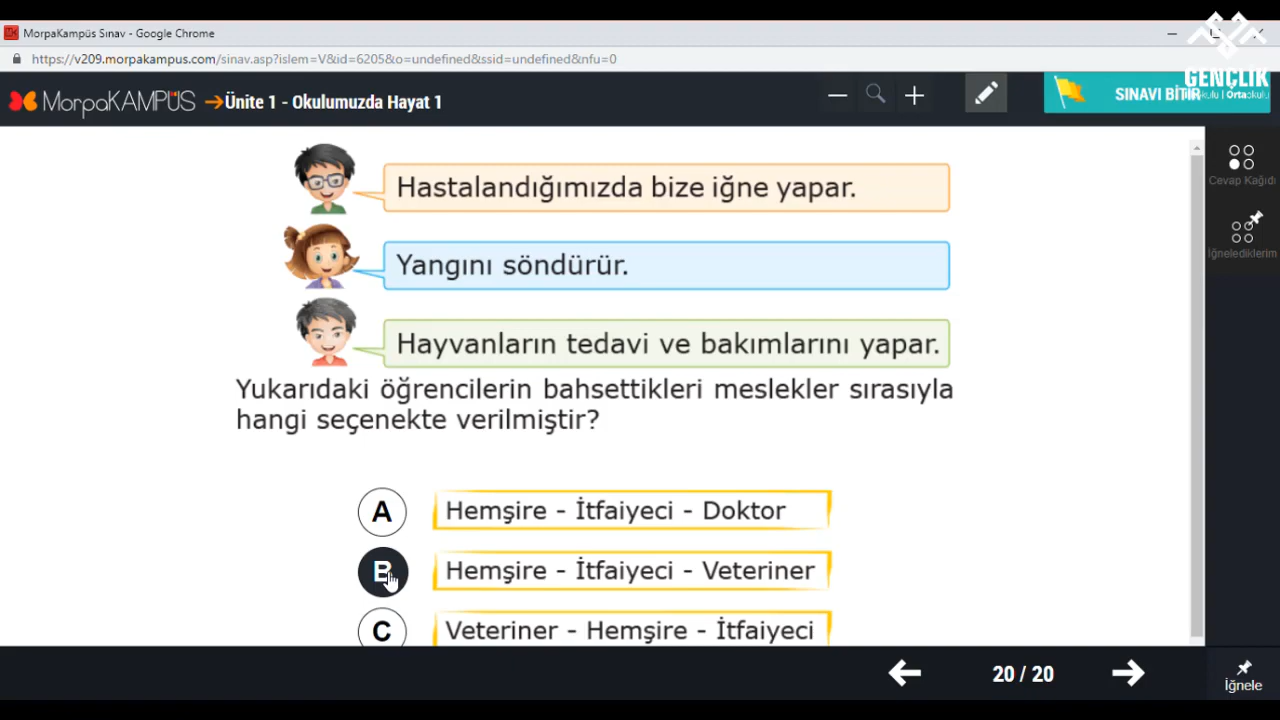 MorpaKampüs Sınav - Google Chrome
https://v209.morpakampus.com/sinav.asp?islem=V&id=6205&o=undefined&ssid=undefined&nfu=0
GENÇLİK
MorpaKAMPÜS
Ünite 1 - Okulumuzda Hayat 1
SINAVI BİTİR
Ortaokulu
Hastalandığımızda bize iğne yapar.
Cevap Kağıdı
Yangını söndürür.
İğnelediklerim
Hayvanların tedavi ve bakımlarını yapar.
Yukarıdaki öğrencilerin bahsettikleri meslekler sırasıyla
hangi seçenekte verilmiştir?
A Hemşire - İtfaiyeci - Doktor
B Hemşire - İtfaiyeci - Veteriner
C Veteriner - Hemşire - İtfaiyeci
20 / 20
İğnele